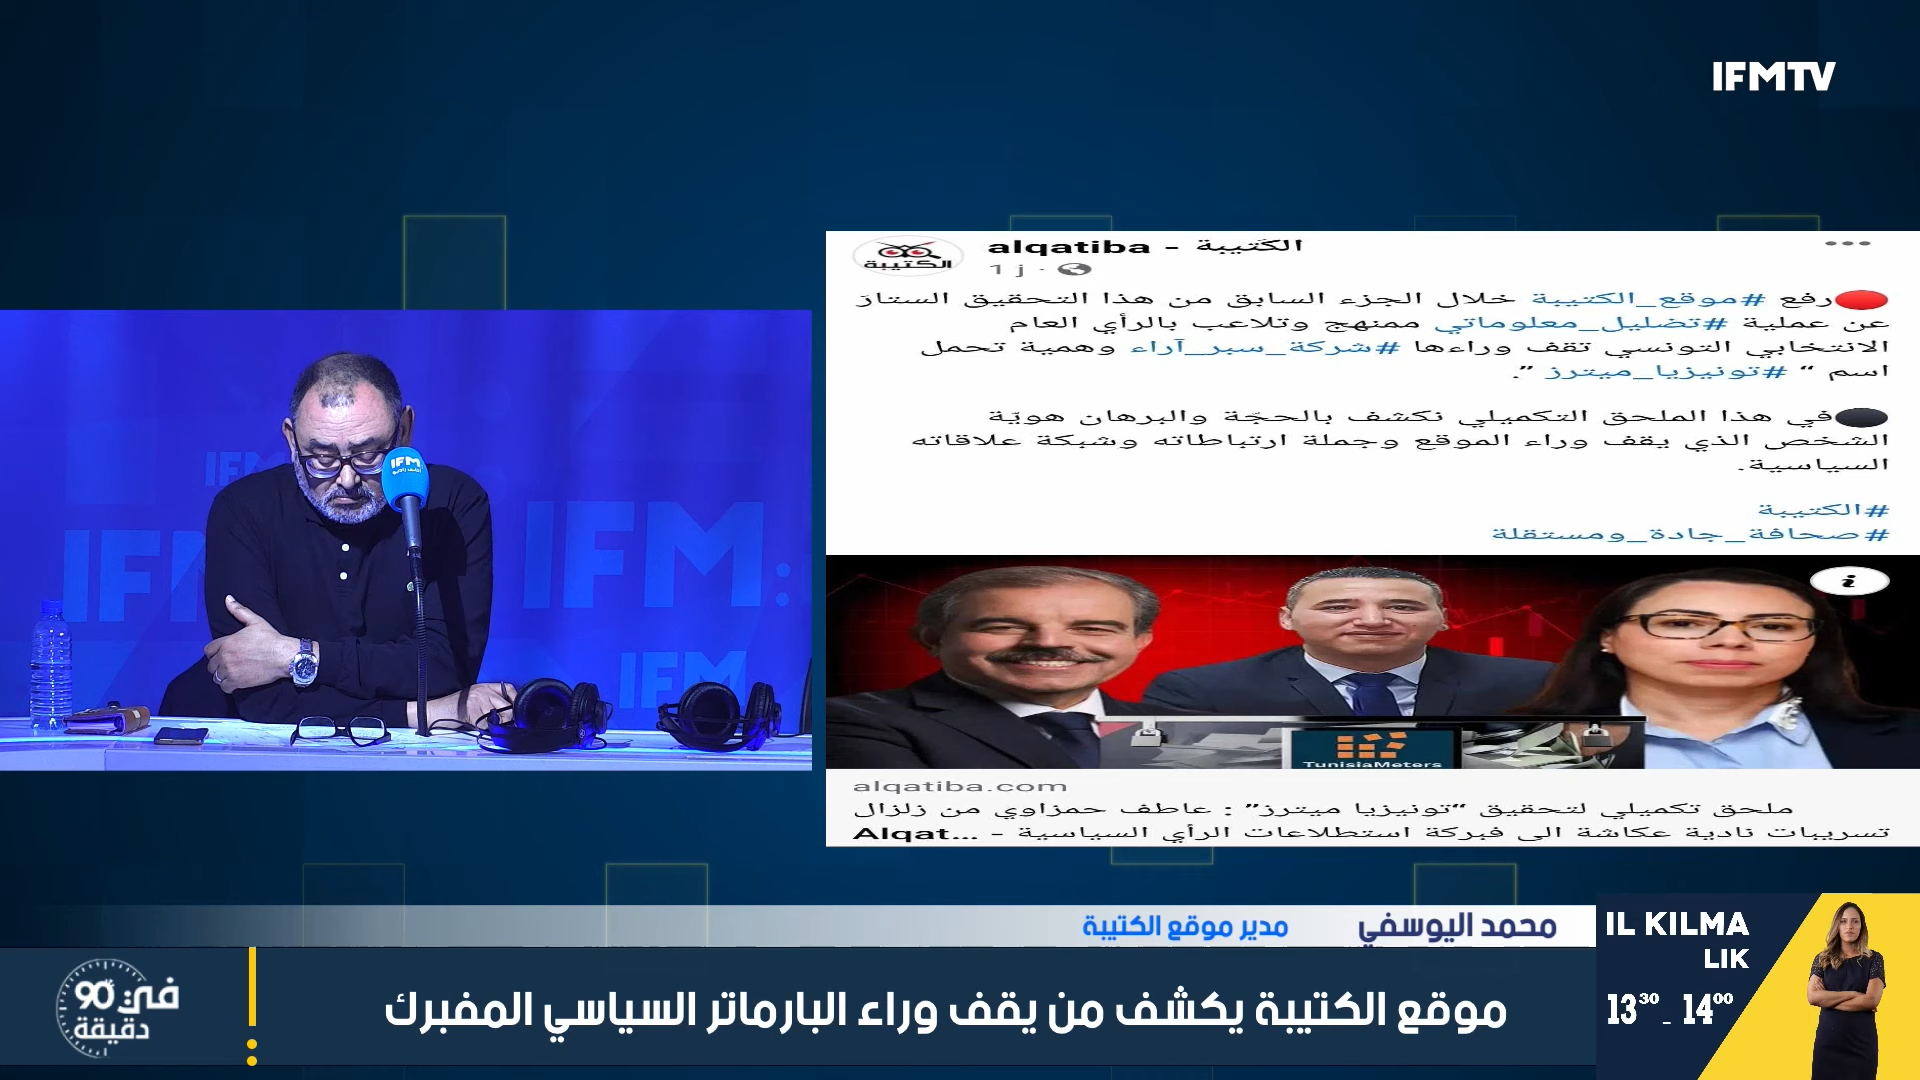 IFMTV
alqatiba - الكتيبة
1 j ·
رفع #موقع_الكتيبة خلال الجزء السابق من هذا التحقيق الستارَ
عن عملية #تضليل_معلوماتي ممنهج وتلاعب بالرأي العام
الانتخابي التونسي تقف وراءها #شركة_سبر_آراء وهمية تحمل
اسم “ #تونيزيا_ميترز ”.
في هذا الملحق التكميلي نكشف بالحجّة والبرهان هويّة
الشخص الذي يقف وراء الموقع وجملة ارتباطاته وشبكة علاقاته
السياسية.
#الكتيبة
#صحافة_جادة_ومستقلة
الكتيبة
IFM
IFM
IFM:
IFM
TunisiaMeters
alqatiba.com
ملحق تكميلي لتحقيق “تونيزيا ميترز” : عاطف حمزاوي من زلزال
تسريبات نادية عكاشة الى فبركة استطلاعات الرأي السياسية - Alqat...
محمد اليوسفي مدير موقع الكتيبة
موقع الكتيبة يكشف من يقف وراء البارماتر السياسي المفبرك
في 90
دقيقة
IL KILMA
LIK
13³⁰ - 14⁰⁰